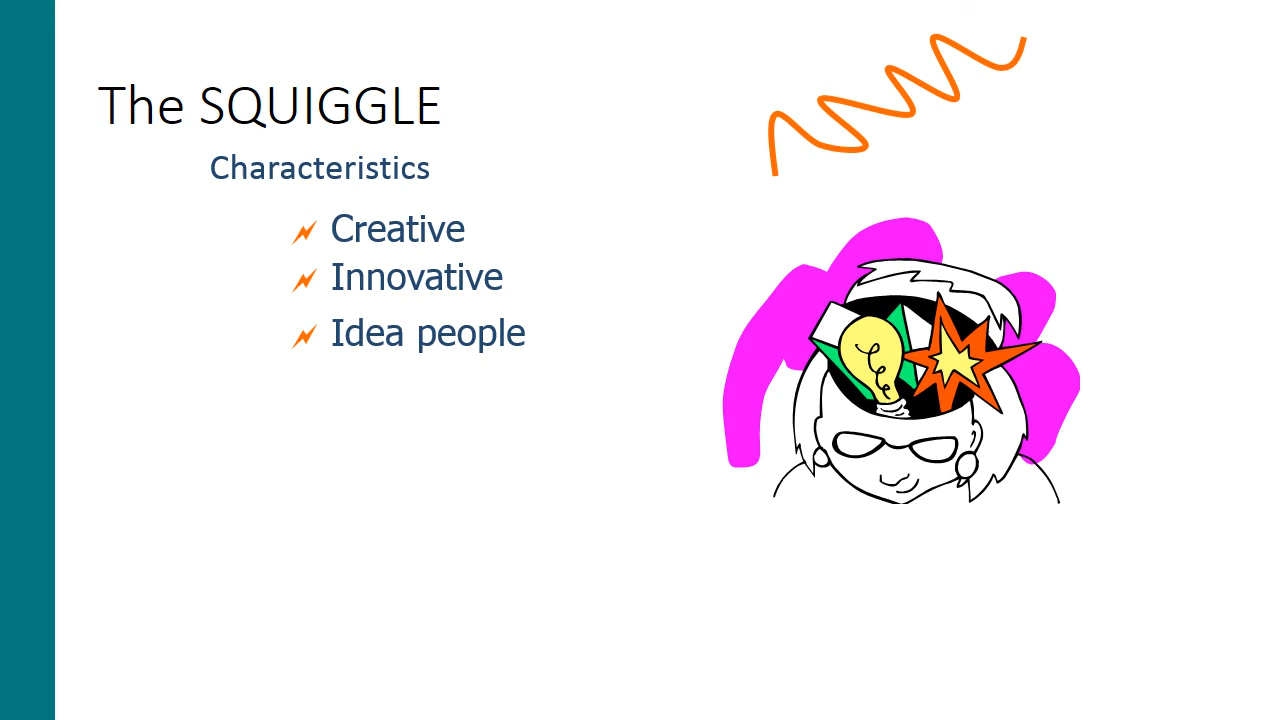 The SQUIGGLE
Characteristics
Creative
Innovative
Idea people